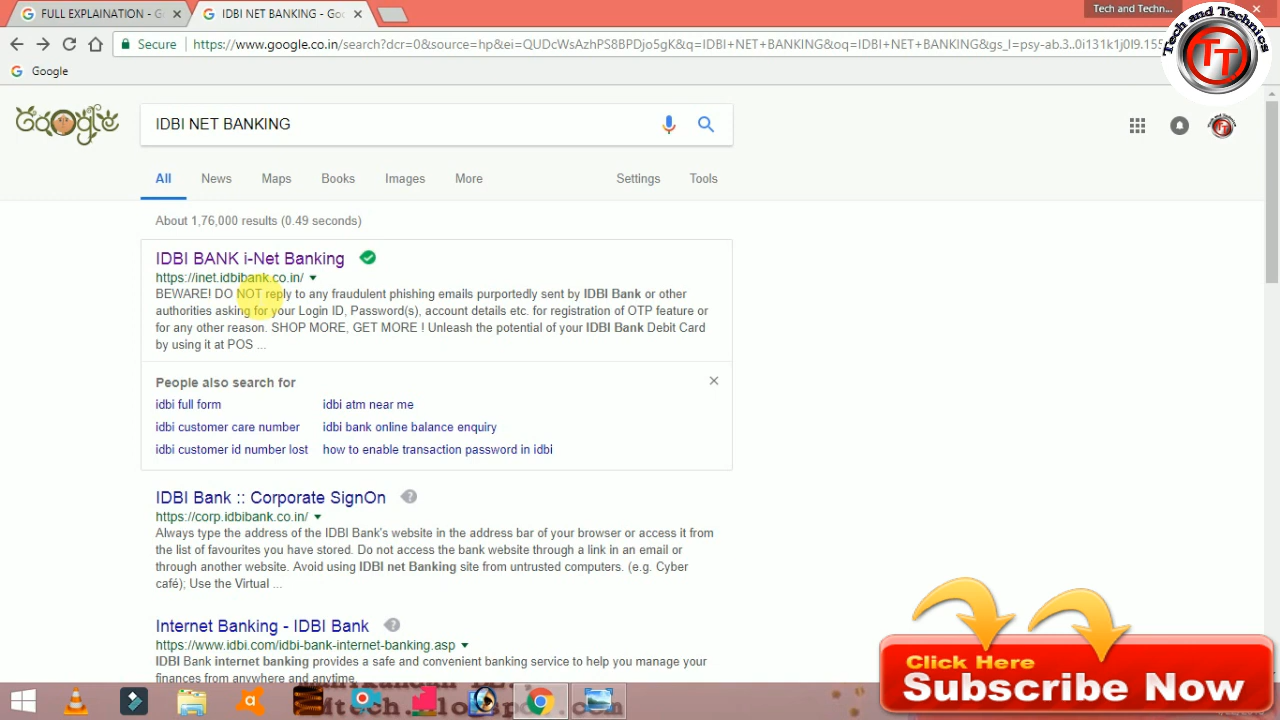 FULL EXPLAINATION - G
IDBI NET BANKING - Goo
Tech and Techn...
Tech and Technics
TT
Secure
https://www.google.co.in/search?dcr=0&source=hp&
QUDcWsAzhPS8BPDjo5gK&q=IDBI+NET+BANKING&oq=IDBI+NET+BANKING&gs_l=psy-ab.3..0i131k1j0l9.155
Google
Google
IDBI NET BANKING
All News Maps Books Images More Settings Tools
About 1,76,000 results (0.49 seconds)
IDBI BANK i-Net Banking
https://inet.idbibank.co.in/
BEWARE! DO NOT reply to any fraudulent phishing emails purportedly sent by IDBI Bank or other
authorities asking for your Login ID, Password(s), account details etc. for registration of OTP feature or
for any other reason. SHOP MORE, GET MORE ! Unleash the potential of your IDBI Bank Debit Card
by using it at POS ...
People also search for
idbi full form idbi atm near me
idbi customer care number idbi bank online balance enquiry
idbi customer id number lost how to enable transaction password in idbi
IDBI Bank :: Corporate SignOn
https://corp.idbibank.co.in/
Always type the address of the IDBI Bank's website in the address bar of your browser or access it from
the list of favourites you have stored. Do not access the bank website through a link in an email or
through another website. Avoid using IDBI net Banking site from untrusted computers. (e.g. Cyber
café); Use the Virtual ...
Internet Banking - IDBI Bank
https://www.idbi.com/idbi-bank-internet-banking.asp
IDBI Bank internet banking provides a safe and convenient banking service to help you manage your
finances from anywhere and anytime.
Click Here
Subscribe Now